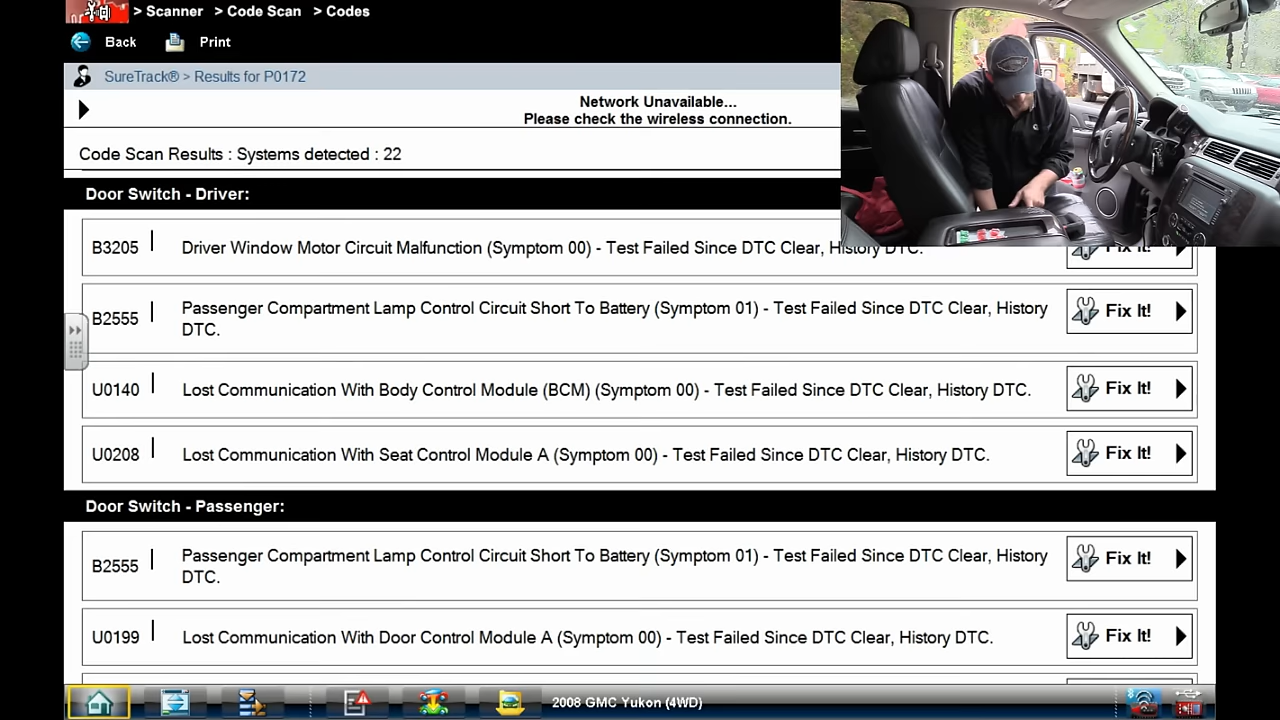 > Scanner > Code Scan > Codes
Back Print
SureTrack® > Results for P0172
Network Unavailable...
Please check the wireless connection.
Code Scan Results : Systems detected : 22
Door Switch - Driver:
B3205 Driver Window Motor Circuit Malfunction (Symptom 00) - Test Failed Since DTC Clear, History DTC. Fix It!
B2555 Passenger Compartment Lamp Control Circuit Short To Battery (Symptom 01) - Test Failed Since DTC Clear, History
DTC. Fix It!
U0140 Lost Communication With Body Control Module (BCM) (Symptom 00) - Test Failed Since DTC Clear, History DTC. Fix It!
U0208 Lost Communication With Seat Control Module A (Symptom 00) - Test Failed Since DTC Clear, History DTC. Fix It!
Door Switch - Passenger:
B2555 Passenger Compartment Lamp Control Circuit Short To Battery (Symptom 01) - Test Failed Since DTC Clear, History
DTC. Fix It!
U0199 Lost Communication With Door Control Module A (Symptom 00) - Test Failed Since DTC Clear, History DTC. Fix It!
2008 GMC Yukon (4WD)